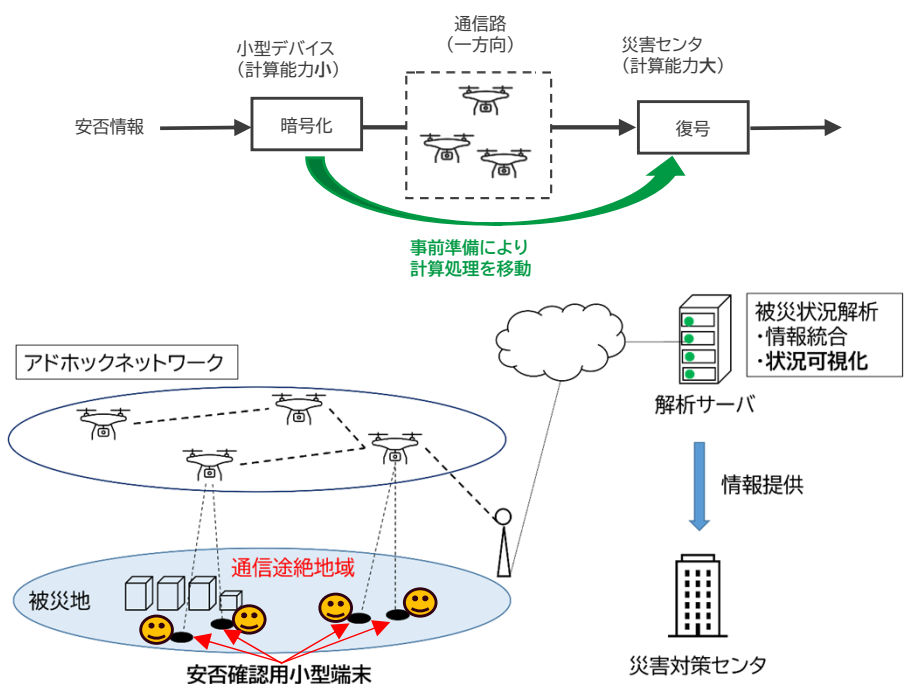 通信路
(一方向)
小型デバイス
(計算能力小)
災害センタ
(計算能力大)
安否情報
暗号化
復号
事前準備により
計算処理を移動
アドホックネットワーク
被災状況解析
・情報統合
・状況可視化
解析サーバ
情報提供
通信途絶地域
被災地
安否確認用小型端末
災害対策センタ